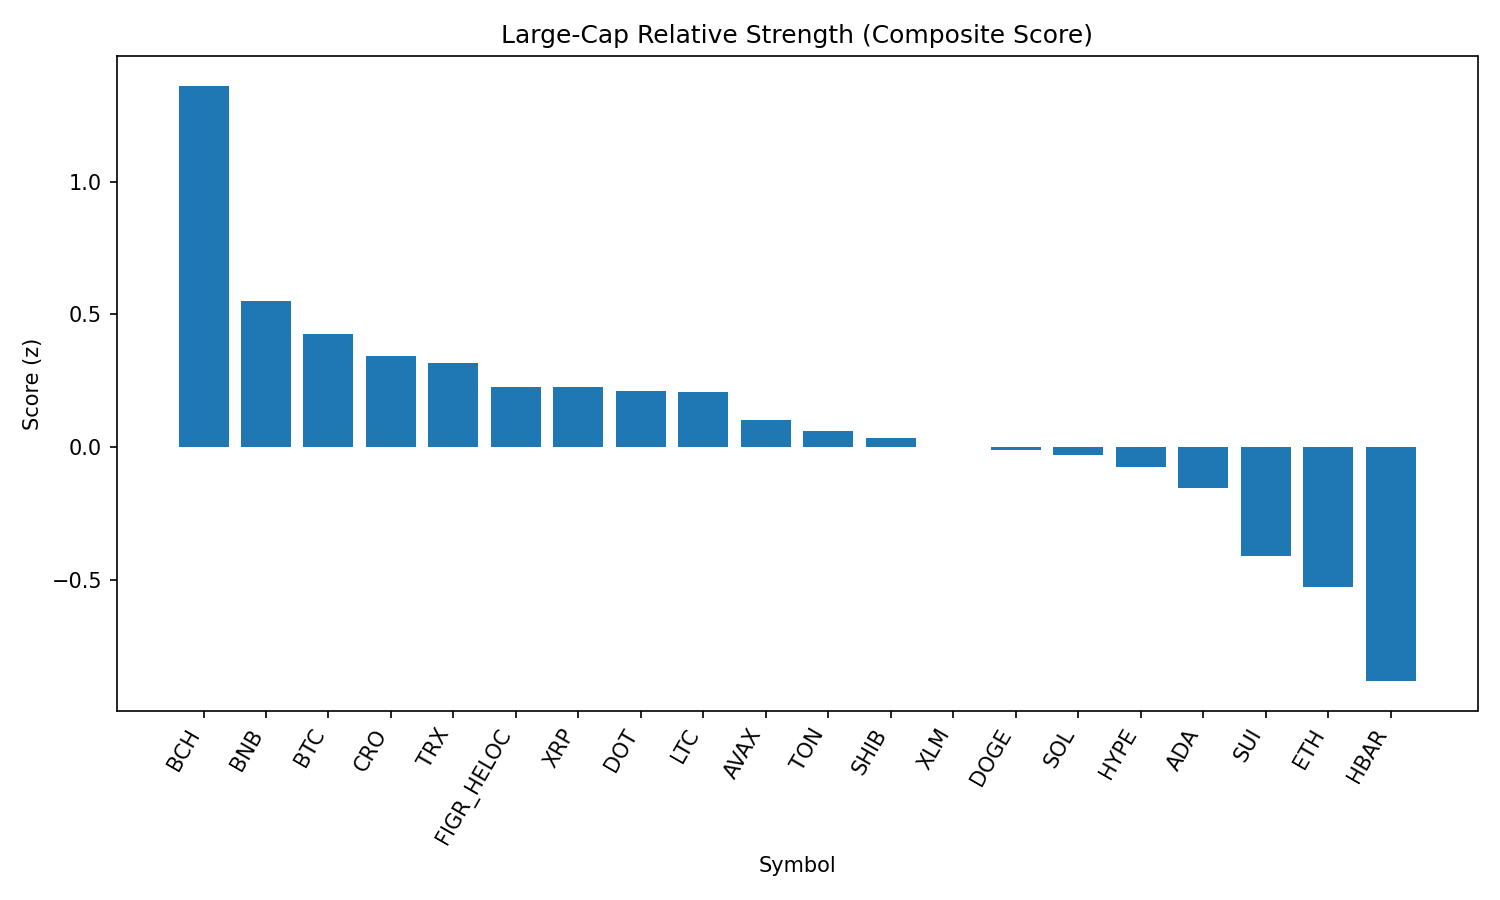 Large-Cap Relative Strength (Composite Score)
Score (z)
1.0
0.5
0.0
−0.5
BCH
BNB
BTC
CRO
TRX
FIGR_HELOC
XRP
DOT
LTC
AVAX
TON
SHIB
XLM
DOGE
SOL
HYPE
ADA
SUI
ETH
HBAR
Symbol